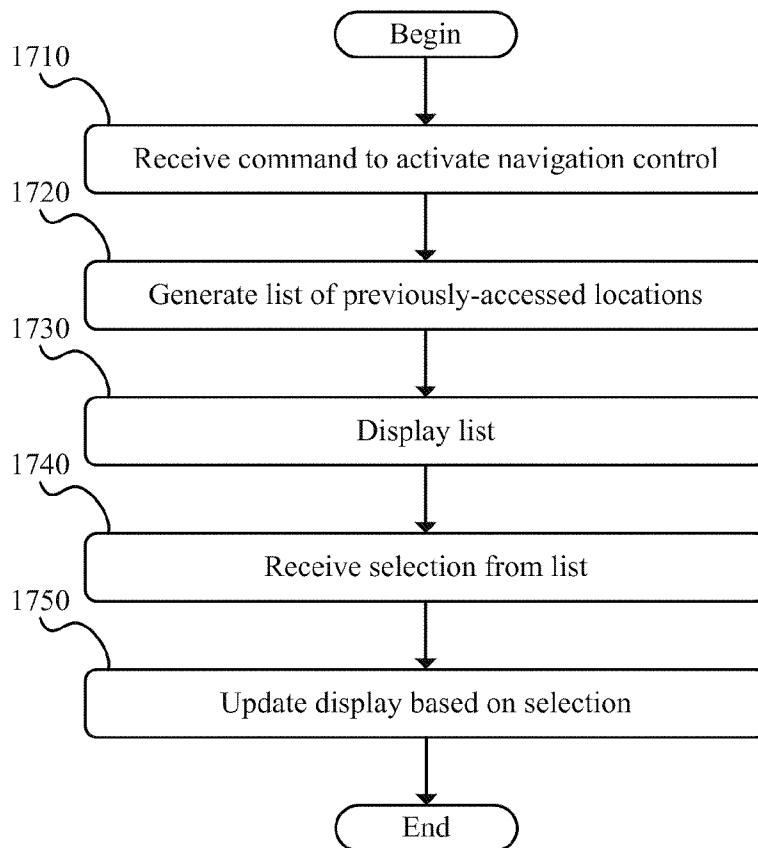 Begin
1710
Receive command to activate navigation control
1720
Generate list of previously-accessed locations
1730
Display list
1740
Receive selection from list
1750
Update display based on selection
End